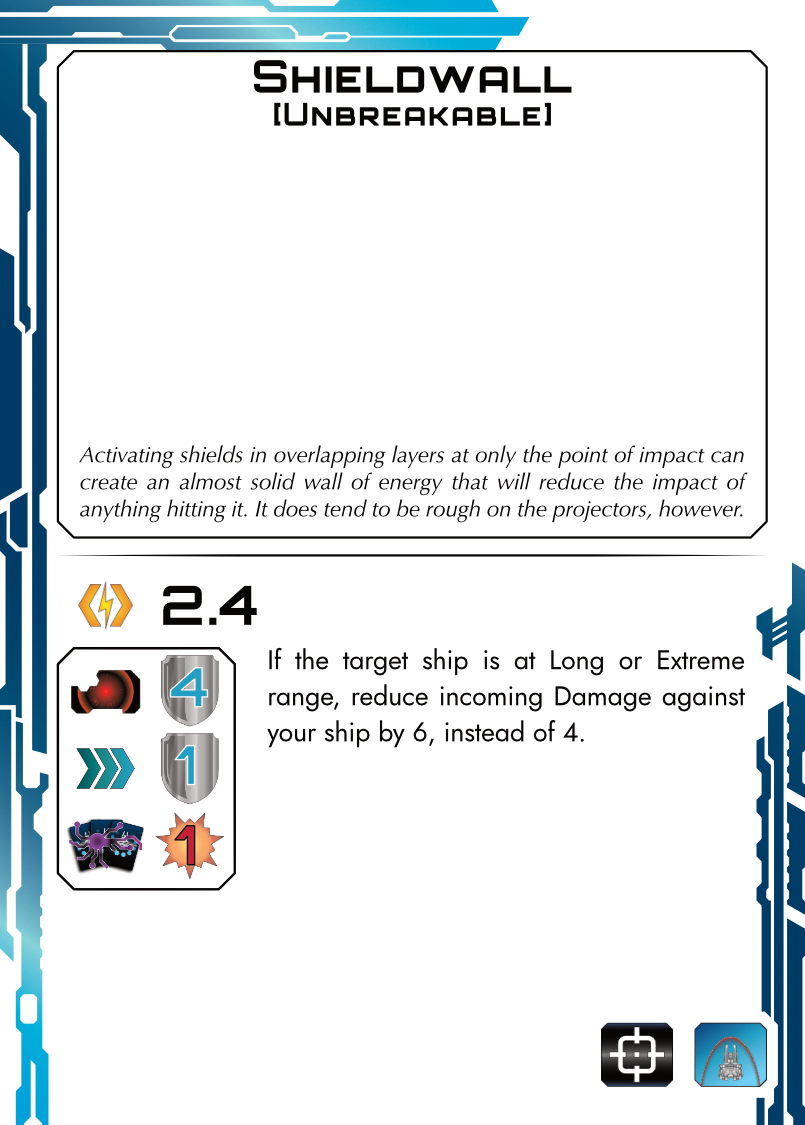 Shieldwall
[Unbreakable]
Activating shields in overlapping layers at only the point of impact can
create an almost solid wall of energy that will reduce the impact of
anything hitting it. It does tend to be rough on the projectors, however.
2.4
If the target ship is at Long or Extreme
range, reduce incoming Damage against
your ship by 6, instead of 4.
4
1
1